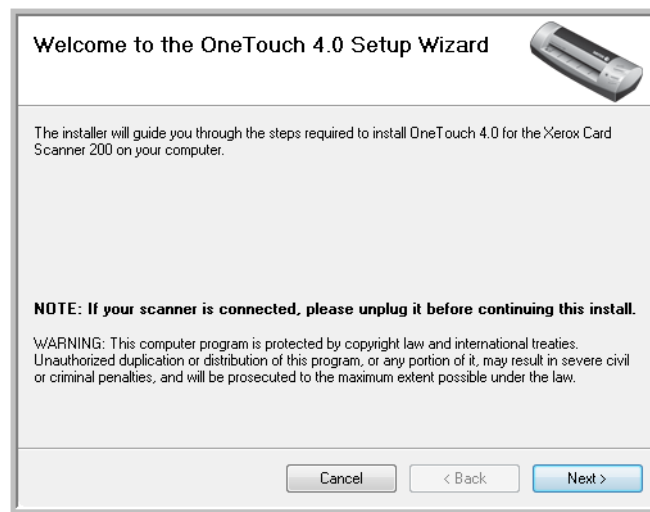 Welcome to the OneTouch 4.0 Setup Wizard
The installer will guide you through the steps required to install OneTouch 4.0 for the Xerox Card
Scanner 200 on your computer.
NOTE: If your scanner is connected, please unplug it before continuing this install.
WARNING: This computer program is protected by copyright law and international treaties.
Unauthorized duplication or distribution of this program, or any portion of it, may result in severe civil
or criminal penalties, and will be prosecuted to the maximum extent possible under the law.
Cancel
< Back
Next >